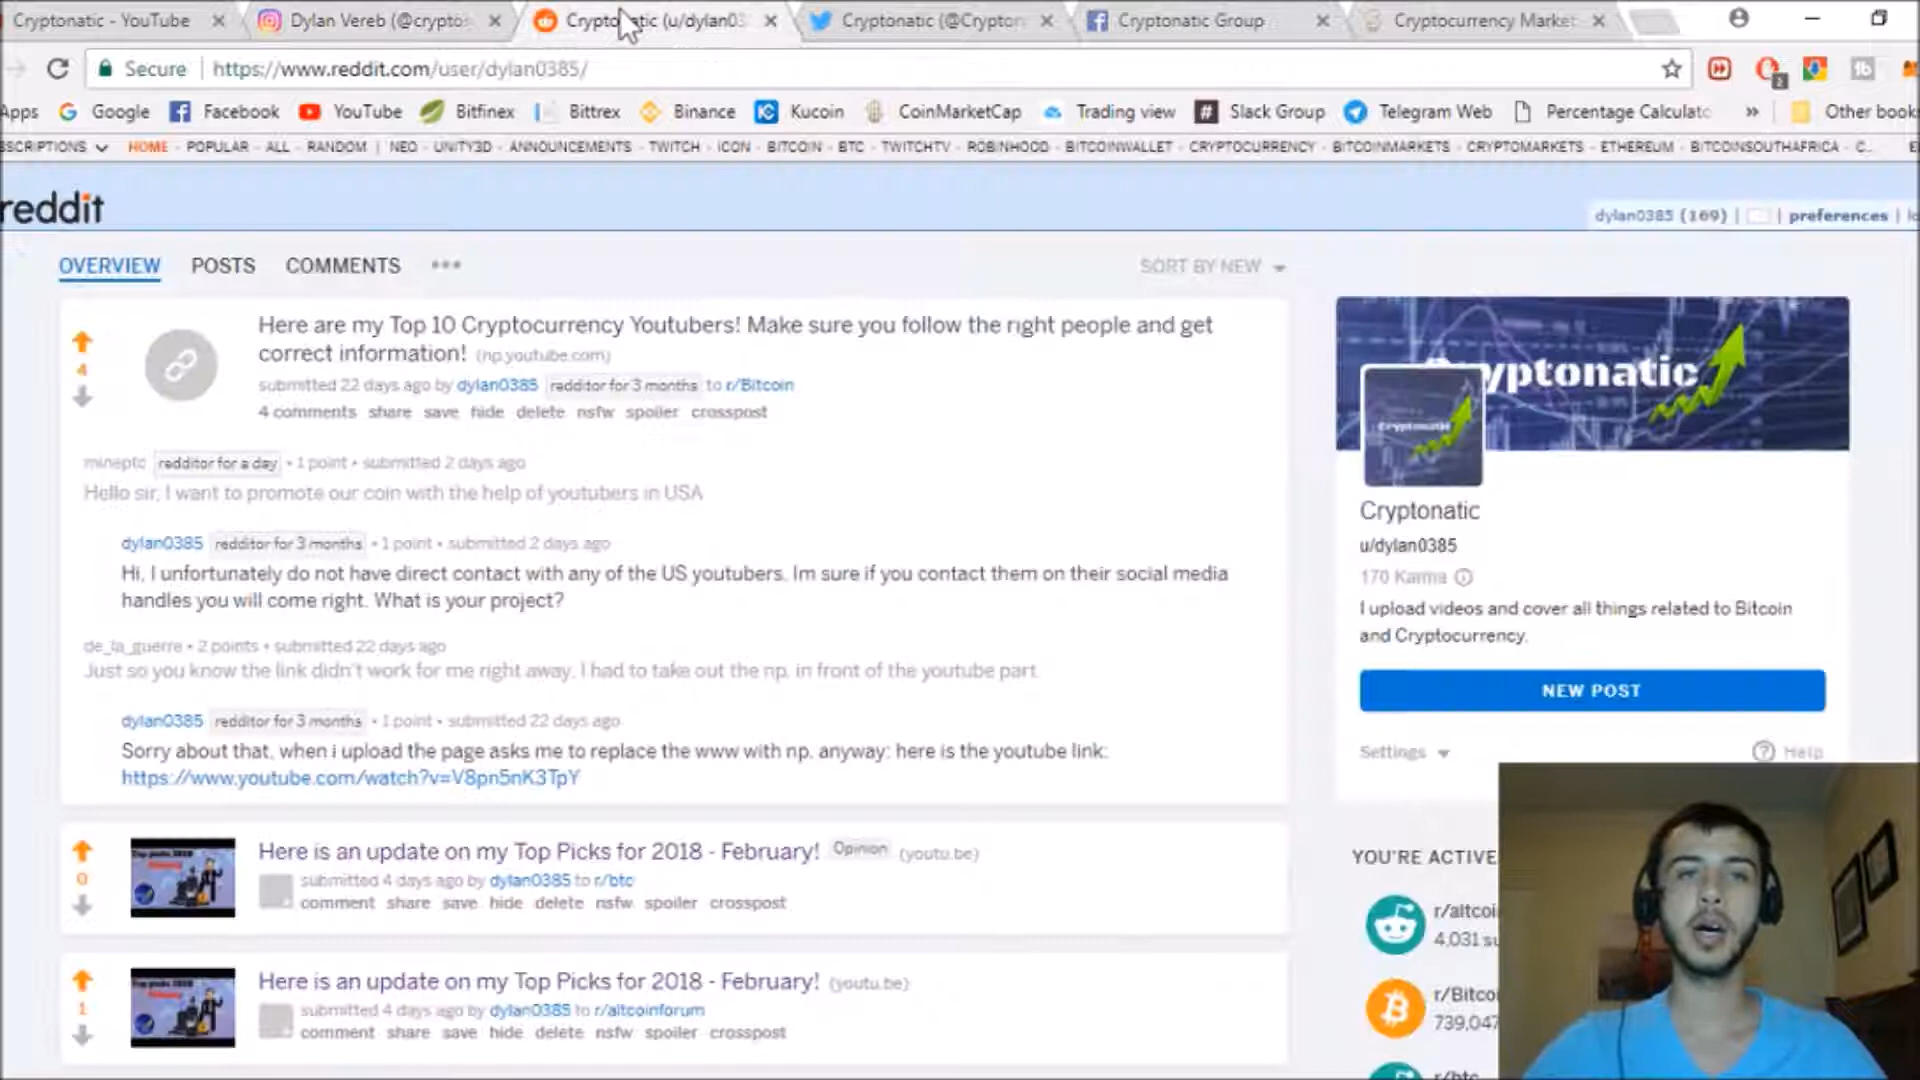 Cryptonatic - YouTube
Dylan Vereb (@cryptos
(u/dylan03
Cryptonatic (@Crypton
Cryptonatic Group
Cryptocurrency Market
Secure https://www.reddit.com/user/dylan0385/
Apps Google Facebook YouTube Bitfinex Bittrex Binance Kucoin CoinMarketCap Trading view Slack Group Telegram Web Percentage Calculato » Other book
SCRIPTIONS HOME - POPULAR - ALL - RANDOM | NEO - UNITY3D - ANNOUNCEMENTS - TWITCH - ICON - BITCOIN - BTC - TWITCHTV - ROBINHOOD - BITCOINWALLET - CRYPTOCURRENCY - BITCOINMARKETS - CRYPTOMARKETS - ETHEREUM - BITCOINSOUTHAFRICA - C...
reddit
dylan0385 (169) | | preferences | lo
OVERVIEW POSTS COMMENTS •••
SORT BY NEW
4
Here are my Top 10 Cryptocurrency Youtubers! Make sure you follow the right people and get
correct information! (np.youtube.com)
submitted 22 days ago by dylan0385 redditor for 3 months to r/Bitcoin
4 comments share save hide delete nsfw spoiler crosspost
mineptc redditor for a day • 1 point • submitted 2 days ago
Hello sir, I want to promote our coin with the help of youtubers in USA
dylan0385 redditor for 3 months • 1 point • submitted 2 days ago
Hi, I unfortunately do not have direct contact with any of the US youtubers. Im sure if you contact them on their social media
handles you will come right. What is your project?
de_la_guerre • 2 points • submitted 22 days ago
Just so you know the link didn't work for me right away. I had to take out the np. in front of the youtube part.
dylan0385 redditor for 3 months • 1 point • submitted 22 days ago
Sorry about that, when i upload the page asks me to replace the www with np. anyway: here is the youtube link:
https://www.youtube.com/watch?v=V8pn5nK3TpY
0
Here is an update on my Top Picks for 2018 - February! Opinion (youtu.be)
submitted 4 days ago by dylan0385 to r/btc
comment share save hide delete nsfw spoiler crosspost
1
Here is an update on my Top Picks for 2018 - February! (youtu.be)
submitted 4 days ago by dylan0385 to r/altcoinforum
comment share save hide delete nsfw spoiler crosspost
yptonatic
Cryptonatic
Cryptonatic
u/dylan0385
170 Karma
I upload videos and cover all things related to Bitcoin
and Cryptocurrency.
NEW POST
Settings
Help
YOU'RE ACTIVE
r/altcoi
4,031 su
r/Bitcoi
739,047
r/btc